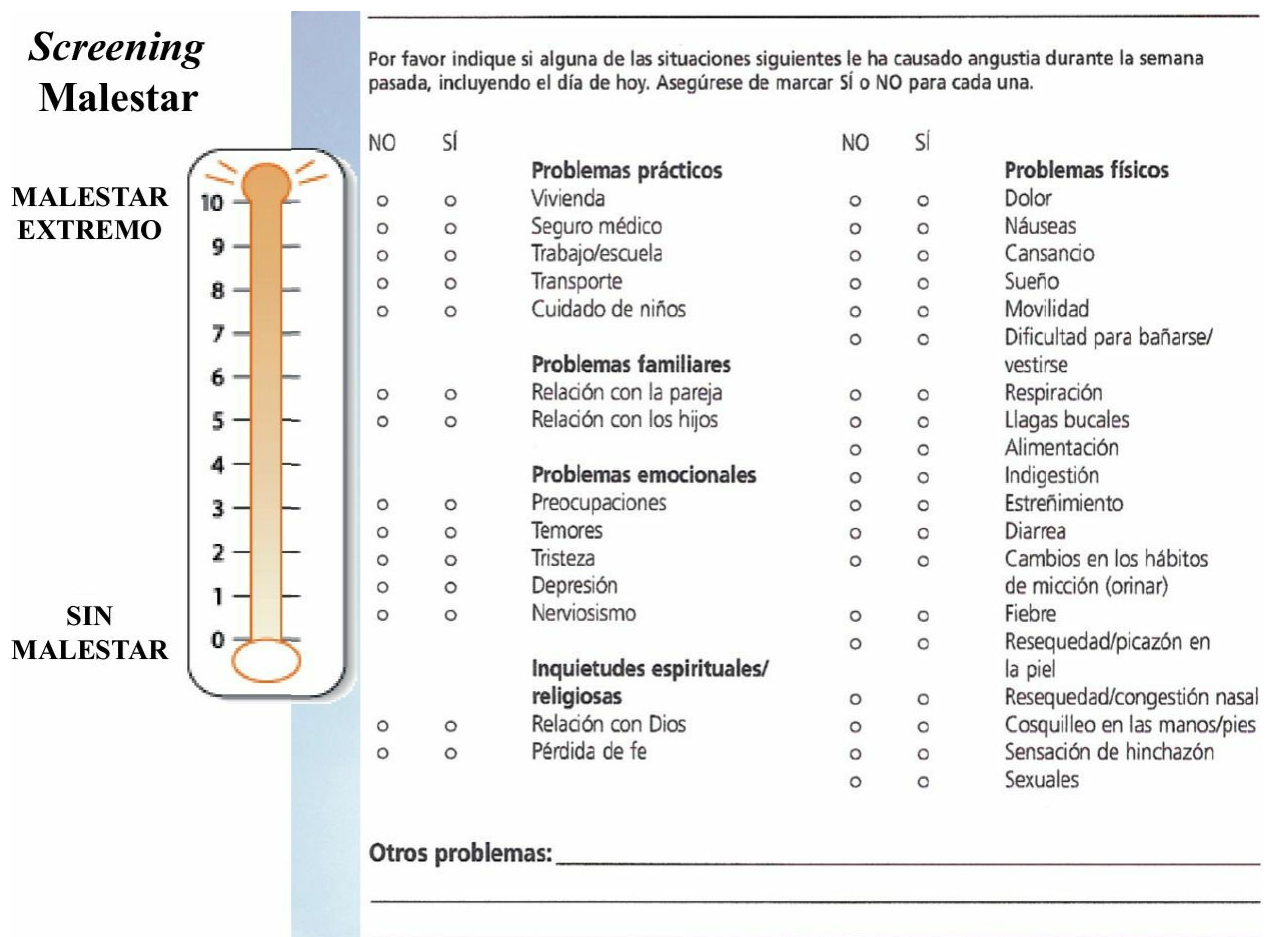 Screening
Malestar
MALESTAR
EXTREMO
10
9
8
7
6
5
4
3
2
1
0
SIN
MALESTAR
Por favor indique si alguna de las situaciones siguientes le ha causado angustia durante la semana
pasada, incluyendo el día de hoy. Asegúrese de marcar SÍ o NO para cada una.
NO SÍ
Problemas prácticos
o o Vivienda
o o Seguro médico
o o Trabajo/escuela
o o Transporte
o o Cuidado de niños
Problemas familiares
o o Relación con la pareja
o o Relación con los hijos
Problemas emocionales
o o Preocupaciones
o o Temores
o o Tristeza
o o Depresión
o o Nerviosismo
Inquietudes espirituales/
religiosas
o o Relación con Dios
o o Pérdida de fe
NO SÍ
Problemas físicos
o o Dolor
o o Náuseas
o o Cansancio
o o Sueño
o o Movilidad
o o Dificultad para bañarse/
vestirse
o o Respiración
o o Llagas bucales
o o Alimentación
o o Indigestión
o o Estreñimiento
o o Diarrea
o o Cambios en los hábitos
de micción (orinar)
o o Fiebre
o o Resequedad/picazón en
la piel
o o Resequedad/congestión nasal
o o Cosquilleo en las manos/pies
o o Sensación de hinchazón
o o Sexuales
Otros problemas: